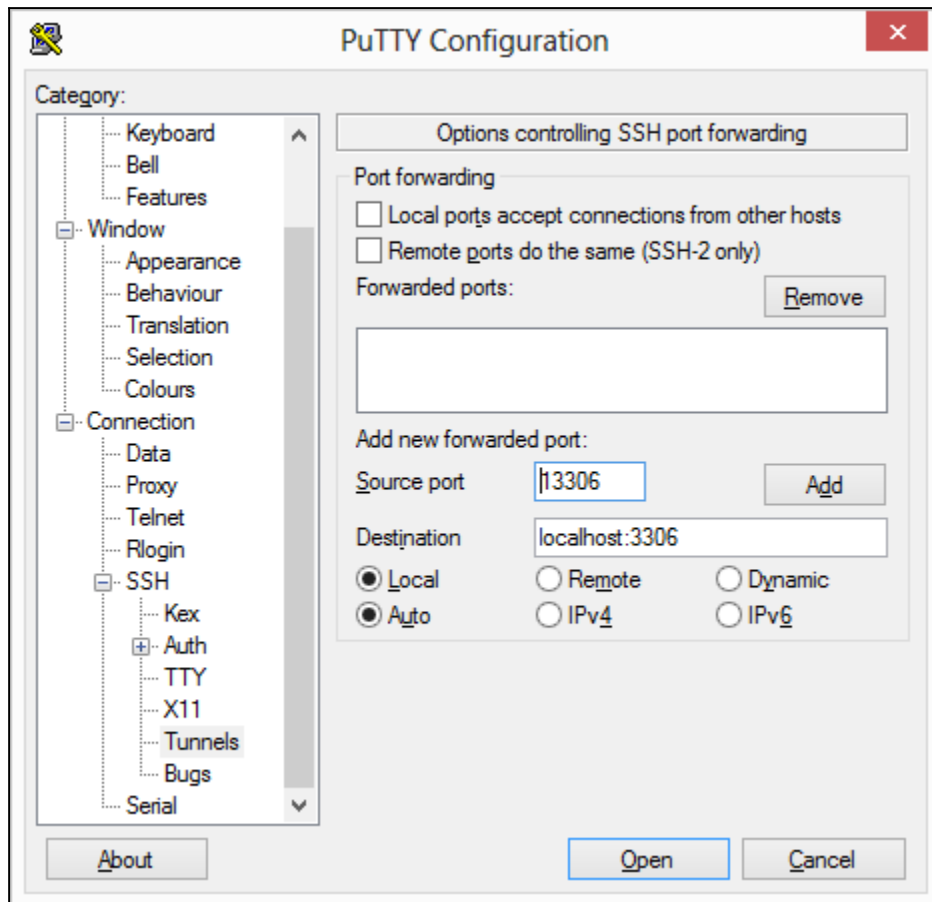 PuTTY Configuration
Category:
Keyboard
Bell
Features
Window
Appearance
Behaviour
Translation
Selection
Colours
Connection
Data
Proxy
Telnet
Rlogin
SSH
Kex
Auth
TTY
X11
Tunnels
Bugs
Serial
Options controlling SSH port forwarding
Port forwarding
Local ports accept connections from other hosts
Remote ports do the same (SSH-2 only)
Forwarded ports:
Remove
Add new forwarded port:
Source port 13306 Add
Destination localhost:3306
Local Remote Dynamic
Auto IPv4 IPv6
About Open Cancel